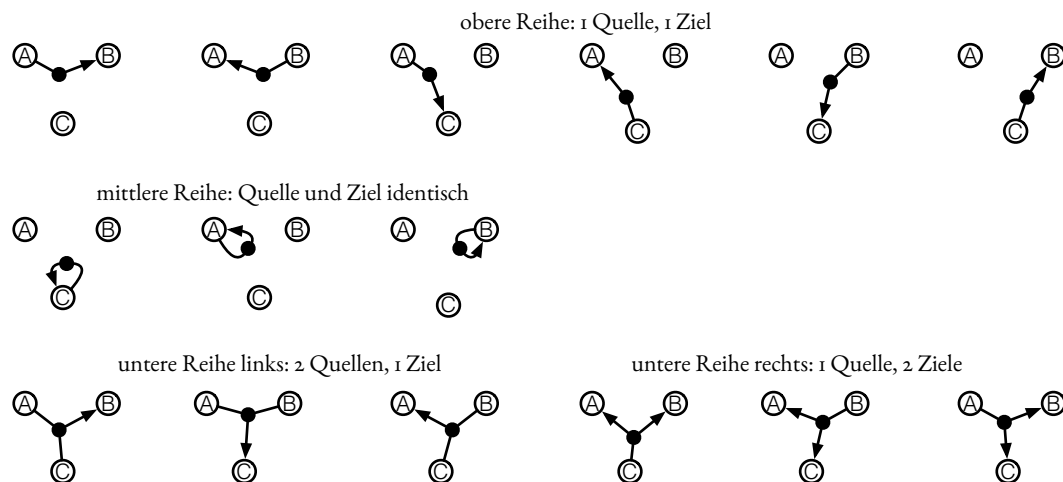 obere Reihe: 1 Quelle, 1 Ziel
A B A B A B A B A B A B
C C C C C C
mittlere Reihe: Quelle und Ziel identisch
A B A B A B
C C C
untere Reihe links: 2 Quellen, 1 Ziel untere Reihe rechts: 1 Quelle, 2 Ziele
A B A B A B A B A B A B
C C C C C C